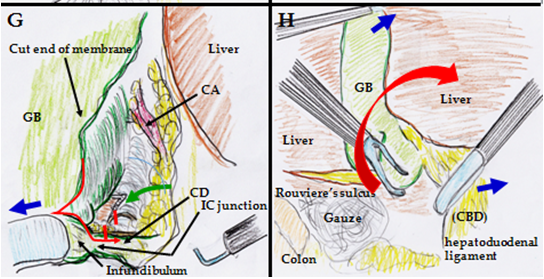 G
Cut end of membrane
Liver
CA
GB
CD
IC junction
Infundibulum
H
GB
Liver
Liver
Rouviere's sulcus
Gauze
(CBD)
hepatoduodenal
ligament
Colon